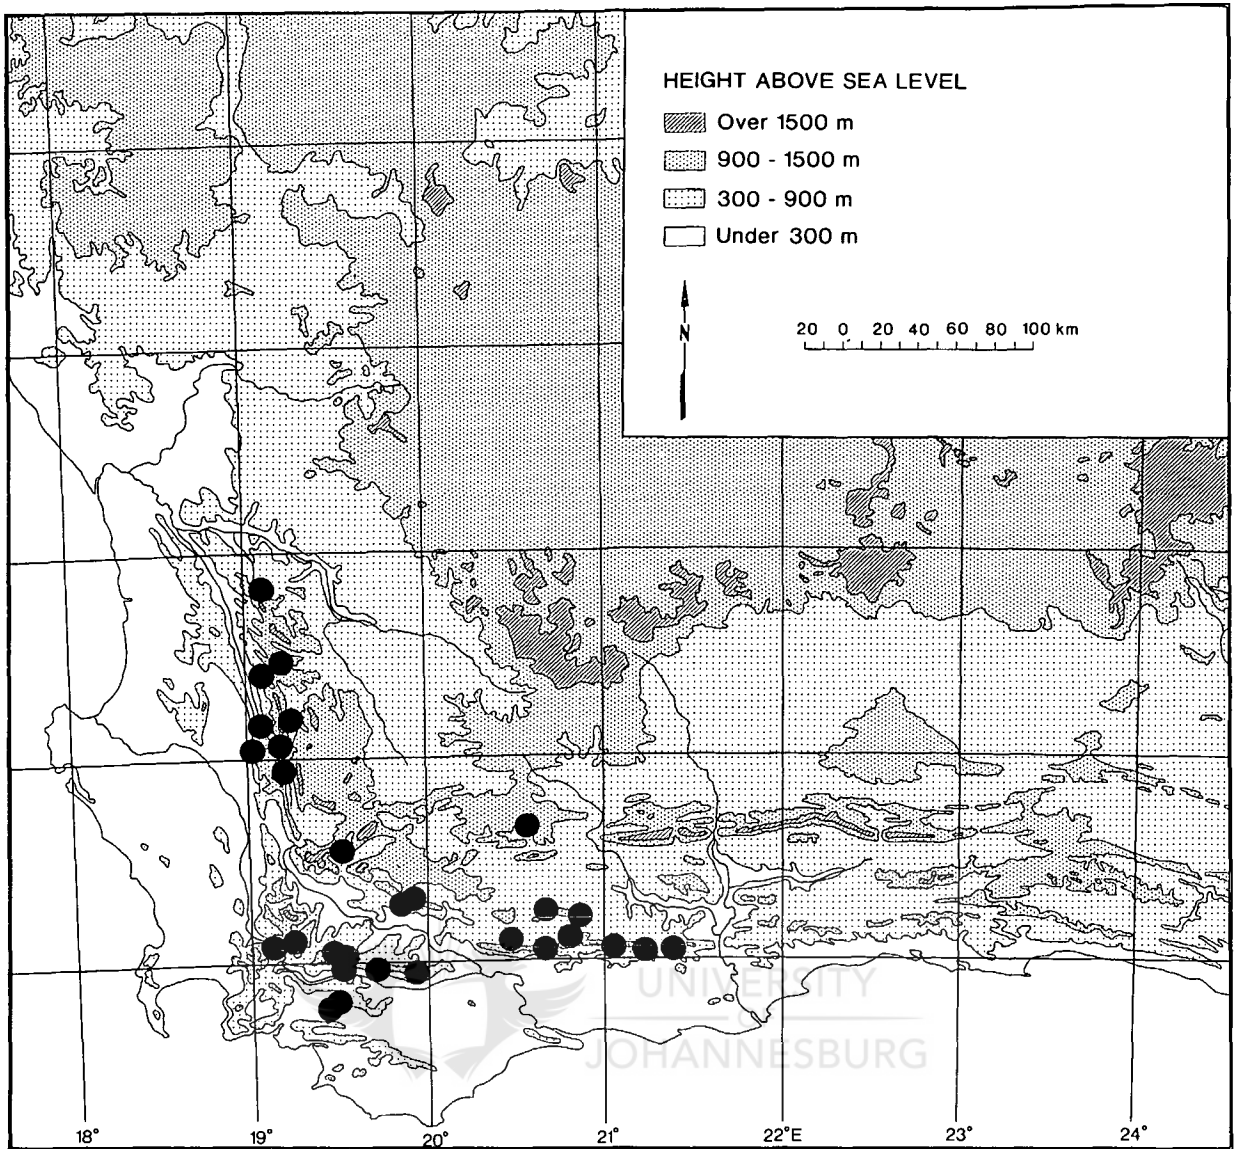 HEIGHT ABOVE SEA LEVEL
Over 1500 m
900 - 1500 m
300 - 900 m
Under 300 m
N
20 0 20 40 60 80 100 km
UNIVERSITY
OF
JOHANNESBURG
18° 19° 20° 21° 22°E 23° 24°